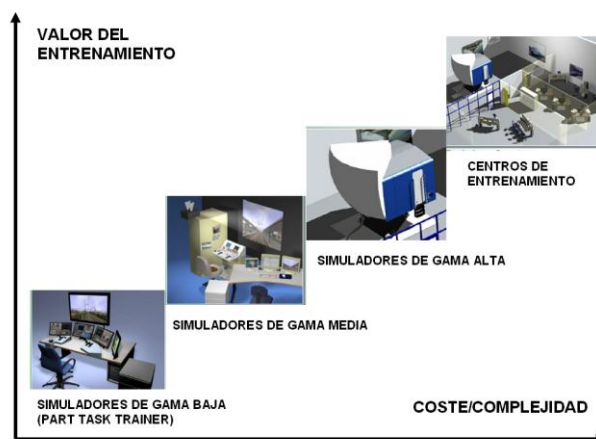 VALOR DEL
ENTRENAMIENTO
CENTROS DE
ENTRENAMIENTO
SIMULADORES DE GAMA ALTA
SIMULADORES DE GAMA MEDIA
SIMULADORES DE GAMA BAJA
(PART TASK TRAINER)
COSTE/COMPLEJIDAD